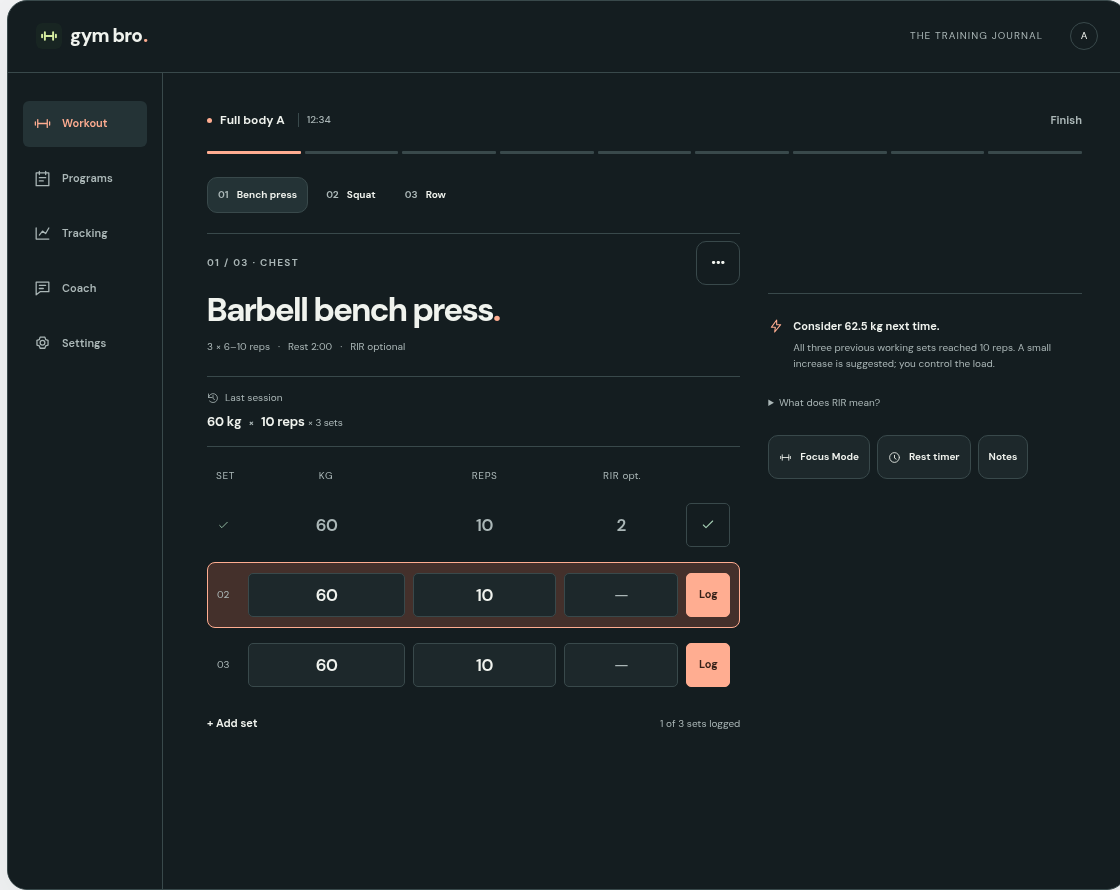 gym bro.
THE TRAINING JOURNAL
A
Workout
Programs
Tracking
Coach
Settings
Full body A
12:34
Finish
01 Bench press
02 Squat
03 Row
01 / 03 · CHEST
•••
Barbell bench press.
3 × 6–10 reps · Rest 2:00 · RIR optional
Last session
60 kg × 10 reps × 3 sets
SET KG REPS RIR opt.
60 10 2
02 60 10 — Log
03 60 10 — Log
+ Add set
1 of 3 sets logged
Consider 62.5 kg next time.
All three previous working sets reached 10 reps. A small
increase is suggested; you control the load.
What does RIR mean?
Focus Mode
Rest timer
Notes